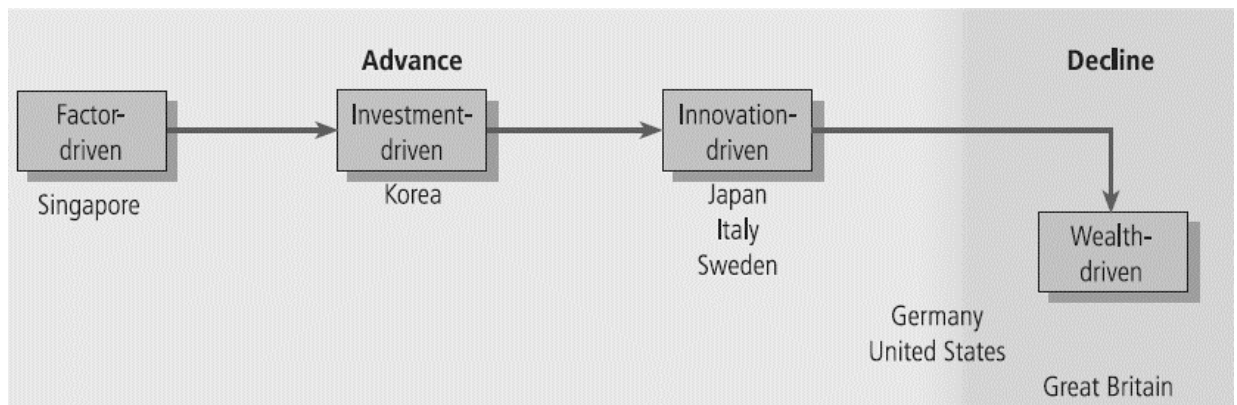 Advance
Decline
Factor-
driven
Singapore
Investment-
driven
Korea
Innovation-
driven
Japan
Italy
Sweden
Wealth-
driven
Germany
United States
Great Britain